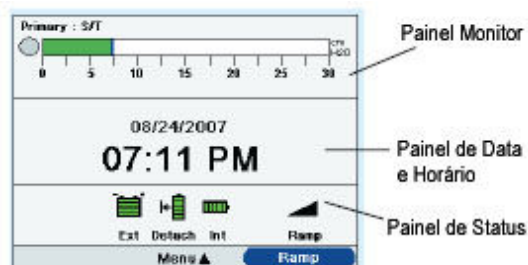 Primary : S/T
cm
H2O
0 5 10 15 20 25 30
08/24/2007
07:11 PM
Ext Detach Int Ramp
Menu ▲ Ramp
Painel Monitor
Painel de Data
e Horário
Painel de Status